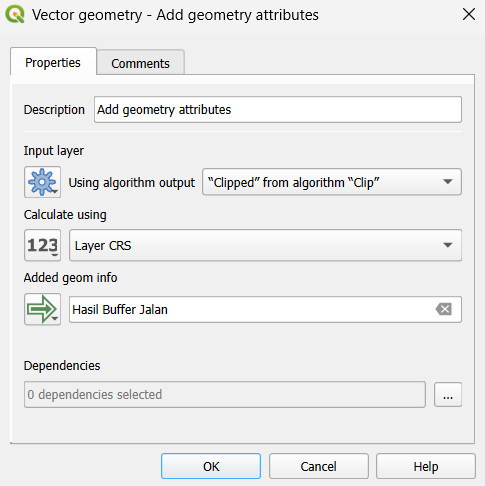 Vector geometry - Add geometry attributes
Properties Comments
Description Add geometry attributes
Input layer
Using algorithm output “Clipped” from algorithm “Clip”
Calculate using
123 Layer CRS
Added geom info
Hasil Buffer Jalan
Dependencies
0 dependencies selected ...
OK Cancel Help